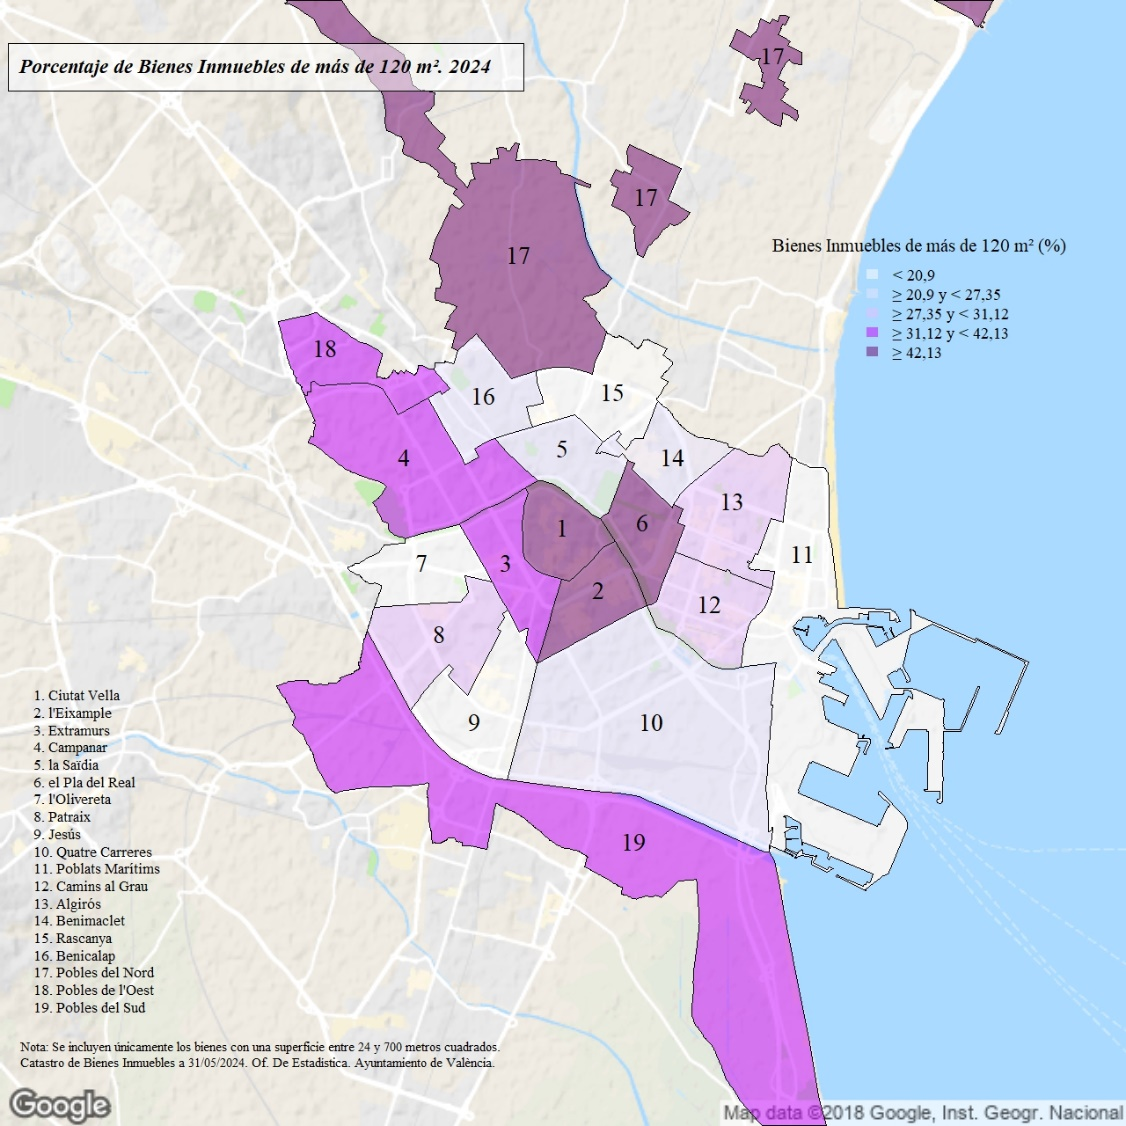 Porcentaje de Bienes Inmuebles de más de 120 m². 2024
17
17
17
Bienes Inmuebles de más de 120 m² (%)
< 20,9
≥ 20,9 y < 27,35
≥ 27,35 y < 31,12
≥ 31,12 y < 42,13
≥ 42,13
18
16
15
5
4
14
13
1
6
11
7
3
2
12
8
9
10
19
1. Ciutat Vella
2. l'Eixample
3. Extramurs
4. Campanar
5. la Saïdia
6. el Pla del Real
7. l'Olivereta
8. Patraix
9. Jesús
10. Quatre Carreres
11. Poblats Marítims
12. Camins al Grau
13. Algirós
14. Benimaclet
15. Rascanya
16. Benicalap
17. Pobles del Nord
18. Pobles de l'Oest
19. Pobles del Sud
Nota: Se incluyen únicamente los bienes con una superficie entre 24 y 700 metros cuadrados.
Catastro de Bienes Inmuebles a 31/05/2024. Of. De Estadística. Ayuntamiento de València.
Google
Map data ©2018 Google, Inst. Geogr. Nacional